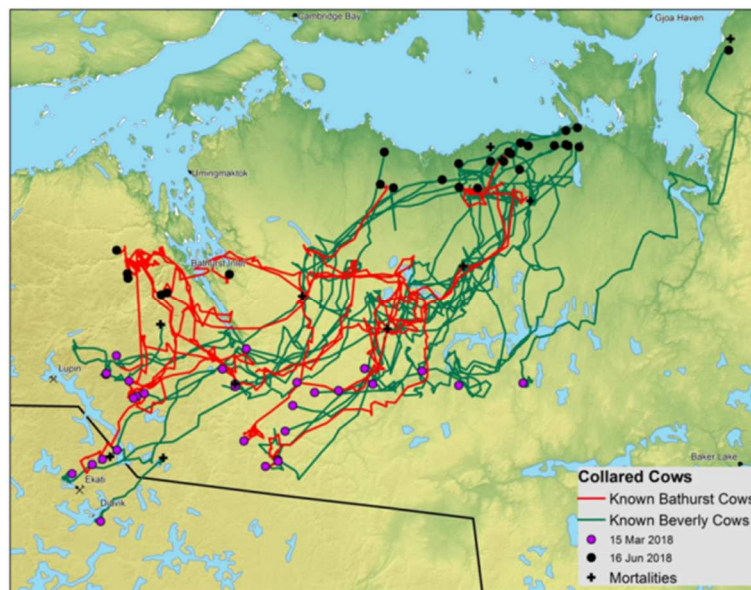 Cambridge Bay
Gjoa Haven
Umingmaktok
Bathurst Inlet
Lupin
Ekati
Diavik
Baker Lake
Collared Cows
Known Bathurst Cows
Known Beverly Cows
15 Mar 2018
16 Jun 2018
Mortalities